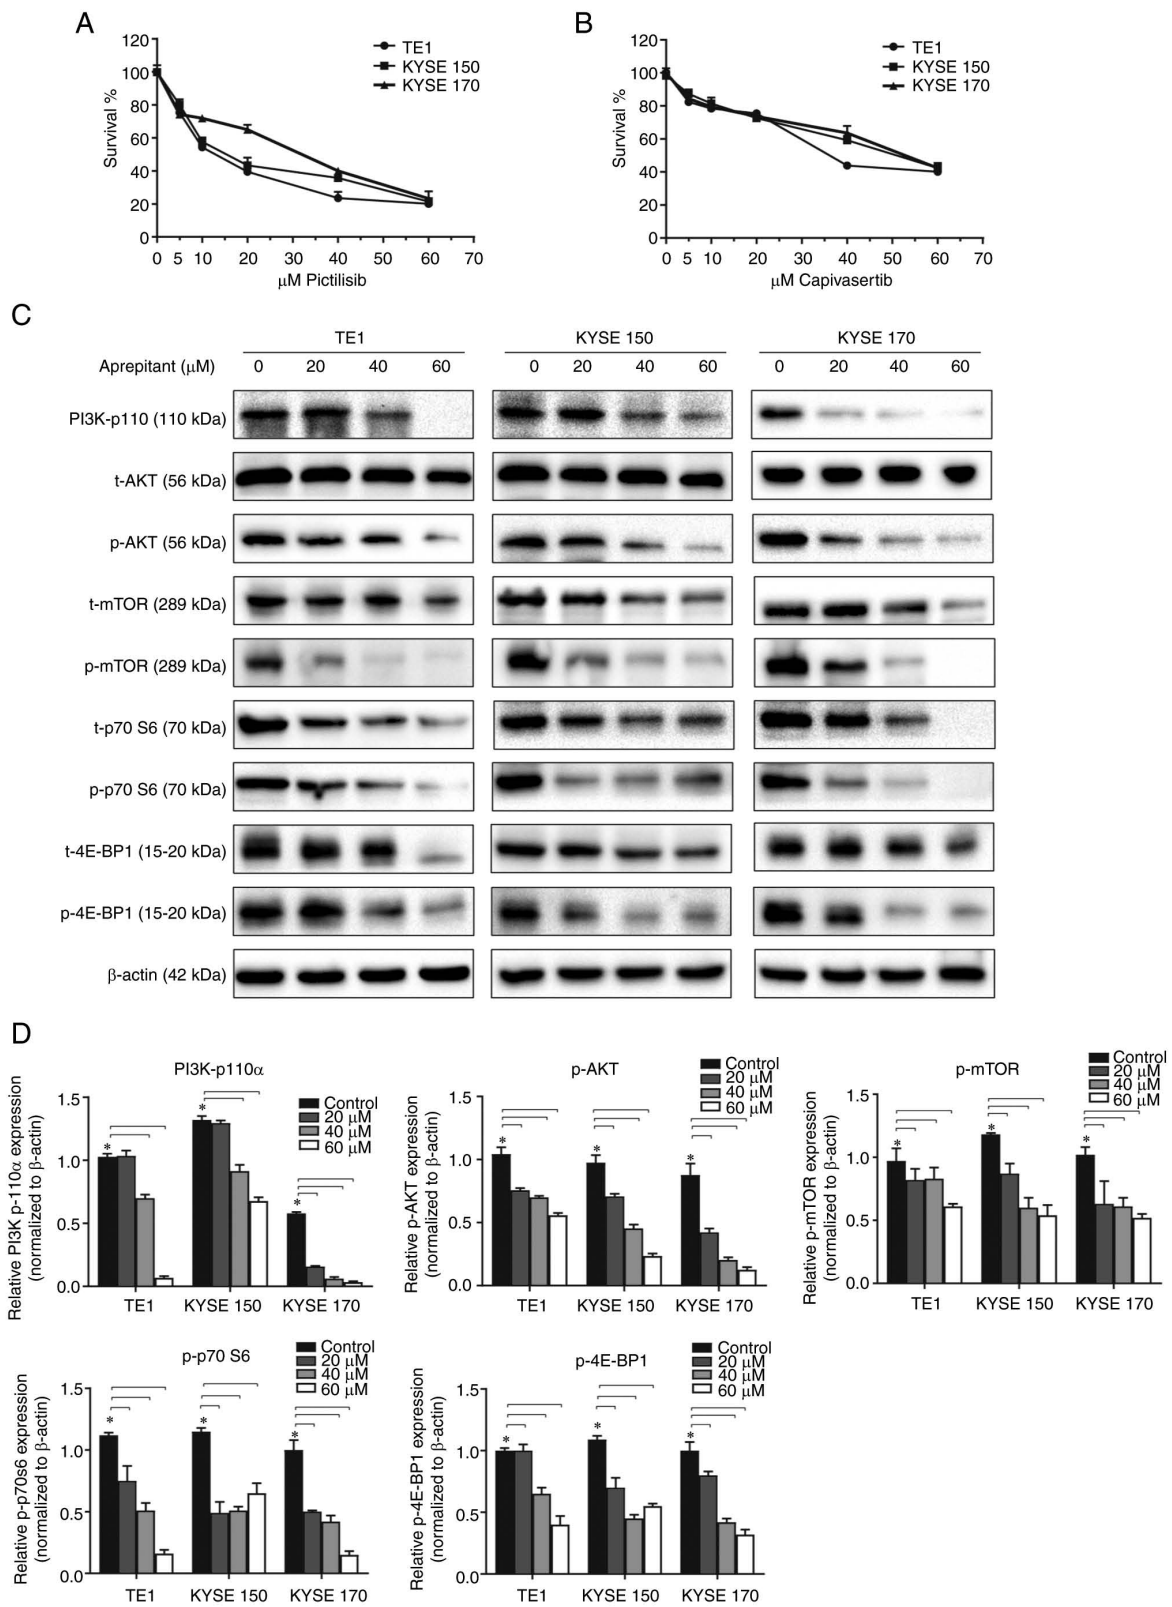 A
120
100
80
60
40
20
0
Survival %
TE1
KYSE 150
KYSE 170
0 5 10 20 30 40 50 60 70
μM Pictilisib
B
120
100
80
60
40
20
0
Survival %
TE1
KYSE 150
KYSE 170
0 5 10 20 30 40 50 60 70
μM Capivasertib
C
TE1 KYSE 150 KYSE 170
Aprepitant (μM) 0 20 40 60 0 20 40 60 0 20 40 60
PI3K-p110 (110 kDa)
t-AKT (56 kDa)
p-AKT (56 kDa)
t-mTOR (289 kDa)
p-mTOR (289 kDa)
t-p70 S6 (70 kDa)
p-p70 S6 (70 kDa)
t-4E-BP1 (15-20 kDa)
p-4E-BP1 (15-20 kDa)
β-actin (42 kDa)
D
PI3K-p110α
Relative PI3K p-110α expression
(normalized to β-actin)
1.5
1.0
0.5
0.0
* * *
Control
20 μM
40 μM
60 μM
TE1 KYSE 150 KYSE 170
p-AKT
Relative p-AKT expression
(normalized to β-actin)
1.5
1.0
0.5
0.0
* * *
Control
20 μM
40 μM
60 μM
TE1 KYSE 150 KYSE 170
p-mTOR
Relative p-mTOR expression
(normalized to β-actin)
1.5
1.0
0.5
0.0
* * *
Control
20 μM
40 μM
60 μM
TE1 KYSE 150 KYSE 170
p-p70 S6
Relative p-p70s6 expression
(normalized to β-actin)
1.5
1.0
0.5
0.0
* * *
Control
20 μM
40 μM
60 μM
TE1 KYSE 150 KYSE 170
p-4E-BP1
Relative p-4E-BP1 expression
(normalized to β-actin)
1.5
1.0
0.5
0.0
* * *
Control
20 μM
40 μM
60 μM
TE1 KYSE 150 KYSE 170